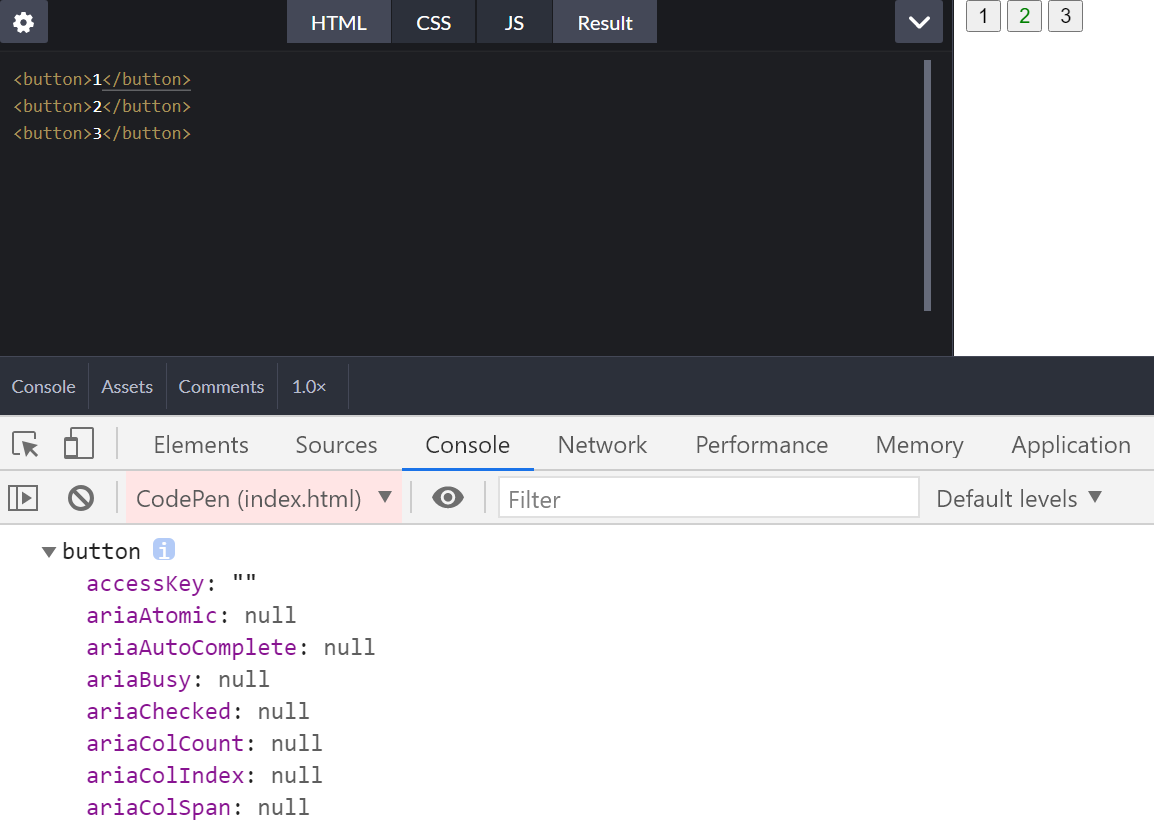 HTML CSS JS Result
1 2 3
<button>1</button>
<button>2</button>
<button>3</button>
Console Assets Comments 1.0×
Elements Sources Console Network Performance Memory Application
CodePen (index.html) ▼ Filter Default levels ▼
▼ button i
accessKey: ""
ariaAtomic: null
ariaAutoComplete: null
ariaBusy: null
ariaChecked: null
ariaColCount: null
ariaColIndex: null
ariaColSpan: null